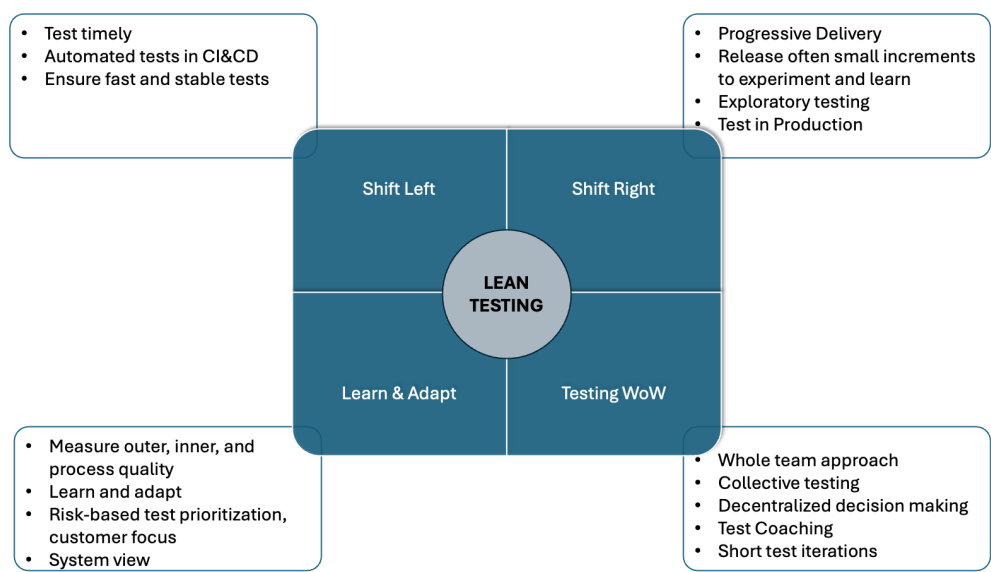 • Test timely
• Automated tests in CI&CD
• Ensure fast and stable tests
• Progressive Delivery
• Release often small increments
to experiment and learn
• Exploratory testing
• Test in Production
Shift Left
Shift Right
LEAN
TESTING
Learn & Adapt
Testing WoW
• Measure outer, inner, and
process quality
• Learn and adapt
• Risk-based test prioritization,
customer focus
• System view
• Whole team approach
• Collective testing
• Decentralized decision making
• Test Coaching
• Short test iterations